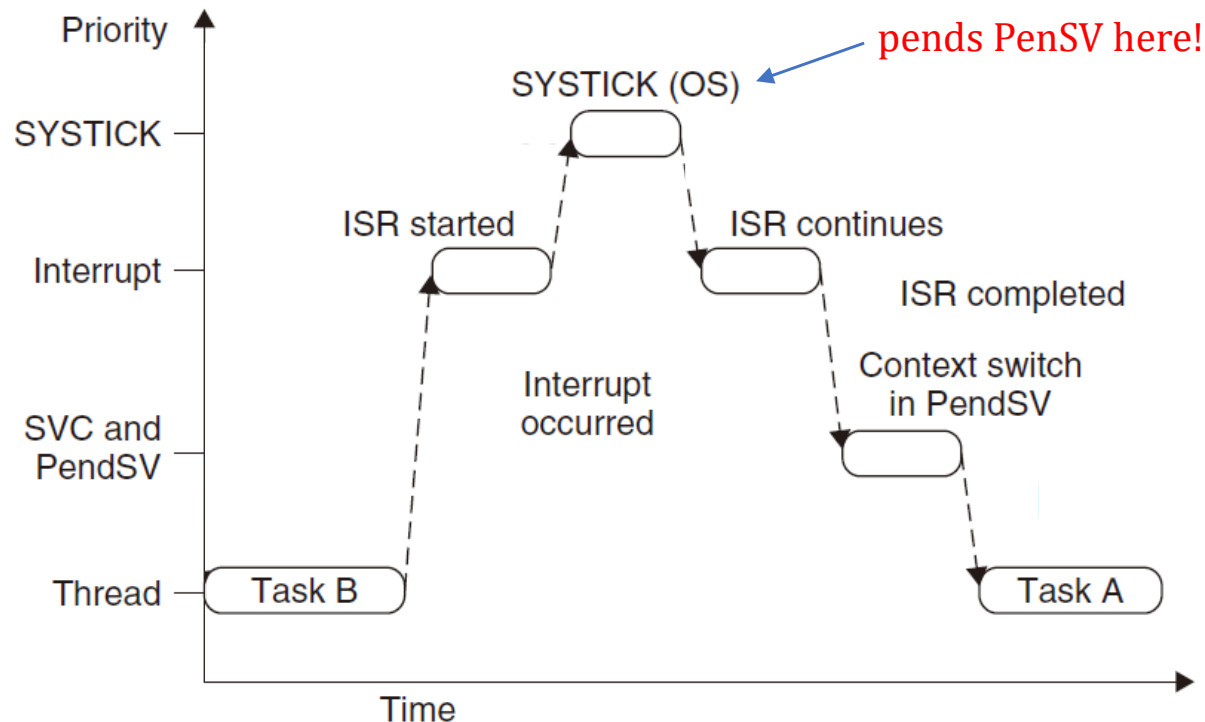 Priority
pends PenSV here!
SYSTICK (OS)
SYSTICK
ISR started
ISR continues
Interrupt
ISR completed
Interrupt
occurred
Context switch
in PendSV
SVC and
PendSV
Thread
Task B
Task A
Time